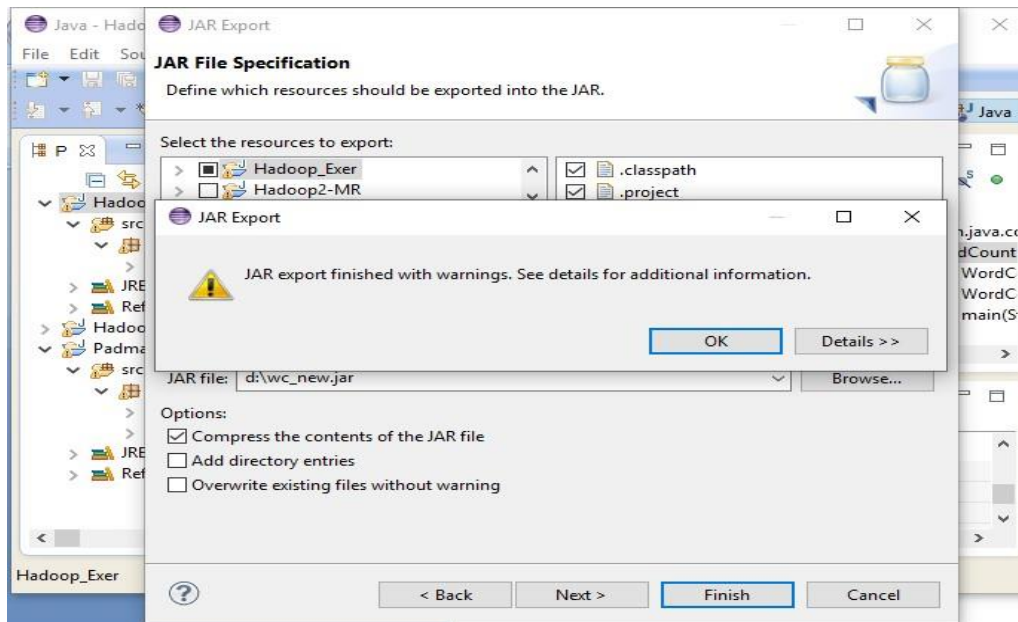 Java - Hado
JAR Export
File Edit Sou
JAR File Specification
Define which resources should be exported into the JAR.
Java
P
Select the resources to export:
Hadoop_Exer
.classpath
Hadoop2-MR
.project
Hadoo
JAR Export
src
n.java.co
dCount
JAR export finished with warnings. See details for additional information.
WordC
JRE
WordC
Ref
main(S
Hadoo
OK
Details >>
Padma
src
JAR file: d:\wc_new.jar
Browse...
Options:
Compress the contents of the JAR file
JRE
Add directory entries
Ref
Overwrite existing files without warning
Hadoop_Exer
< Back
Next >
Finish
Cancel